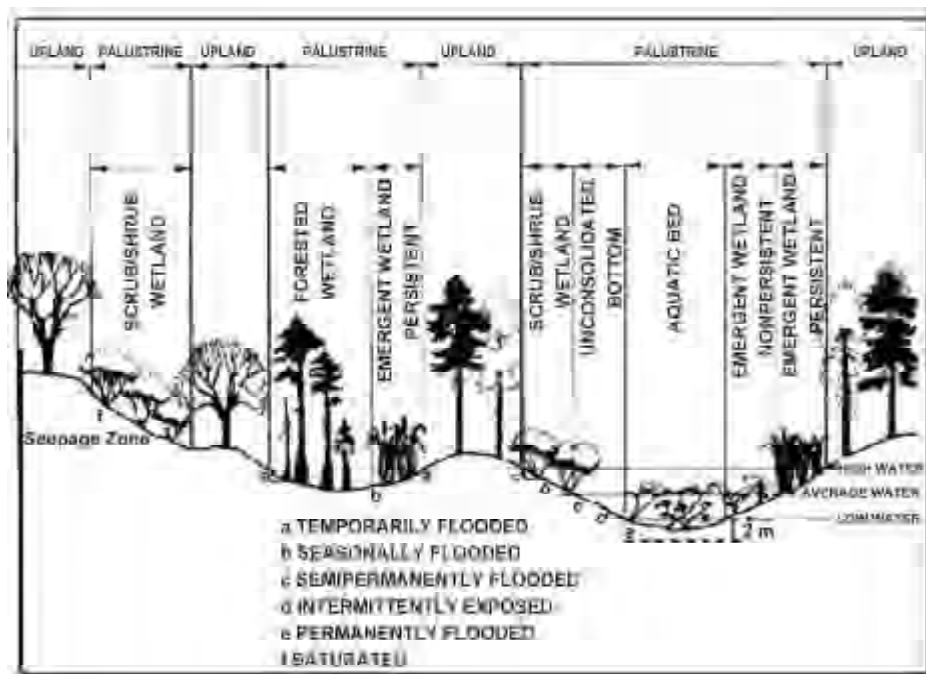 UPLAND PALUSTRINE UPLAND PALUSTRINE UPLAND PALUSTRINE UPLAND
SCRUB/SHRUB
WETLAND
FORESTED
WETLAND
EMERGENT WETLAND
PERSISTENT
SCRUB/SHRUB
WETLAND
UNCONSOLIDATED
BOTTOM
AQUATIC BED
EMERGENT WETLAND
NONPERSISTENT
EMERGENT WETLAND
PERSISTENT
f
Seepage Zone
a
b
a
c
b
c
d
HIGH WATER
AVERAGE WATER
LOW WATER
2 m
a TEMPORARILY FLOODED
b SEASONALLY FLOODED
c SEMIPERMANENTLY FLOODED
d INTERMITTENTLY EXPOSED
e PERMANENTLY FLOODED
f SATURATED